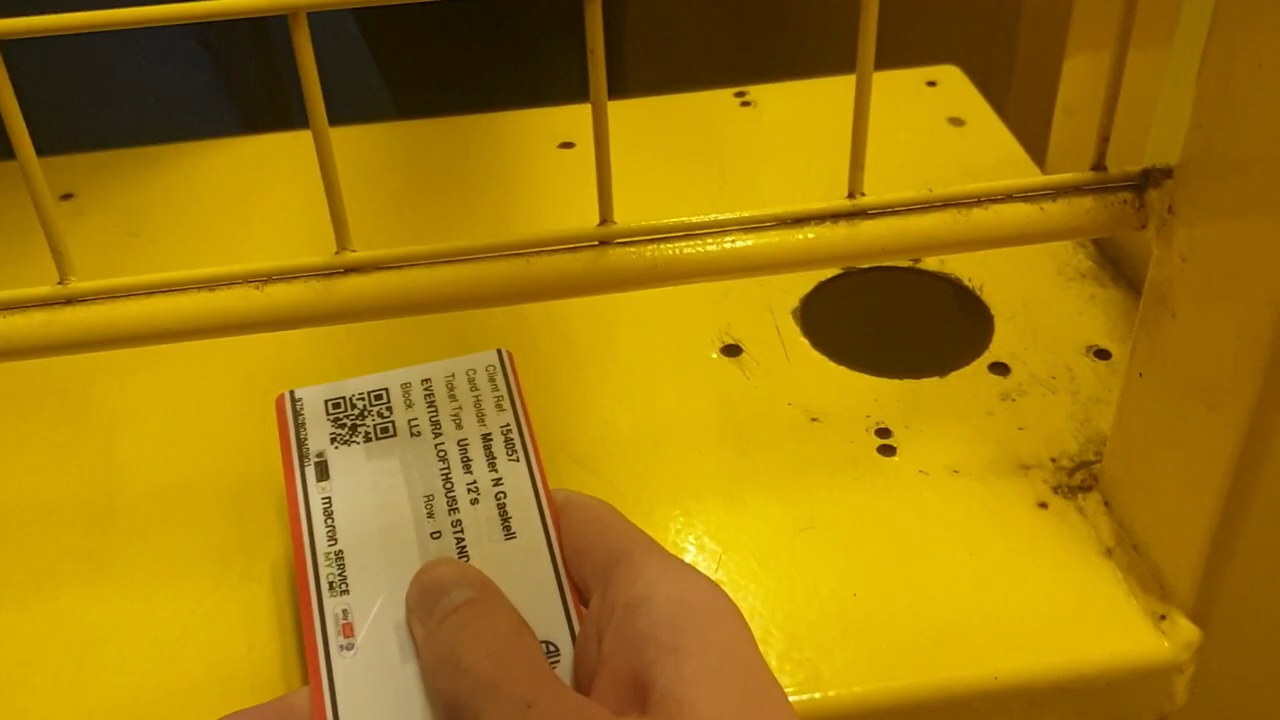 Client Ref. 154057
Card Holder: Master N Gaskell
Ticket Type Under 12's
EVENTURA LOFTHOUSE STAND
Block: LL2 Row: D
macron SERVICE MY CAR
sky